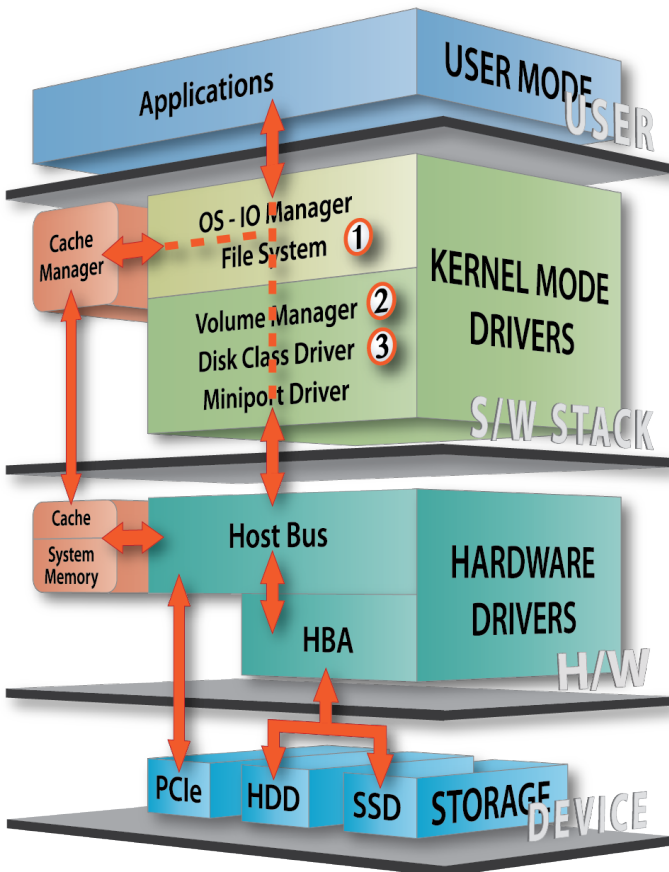 Applications
USER MODE
USER
OS - IO Manager
File System ①
Cache
Manager
Volume Manager ②
Disk Class Driver ③
Miniport Driver
KERNEL MODE
DRIVERS
S/W STACK
Cache
System
Memory
Host Bus
HBA
HARDWARE
DRIVERS
H/W
PCIe
HDD
SSD
STORAGE
DEVICE